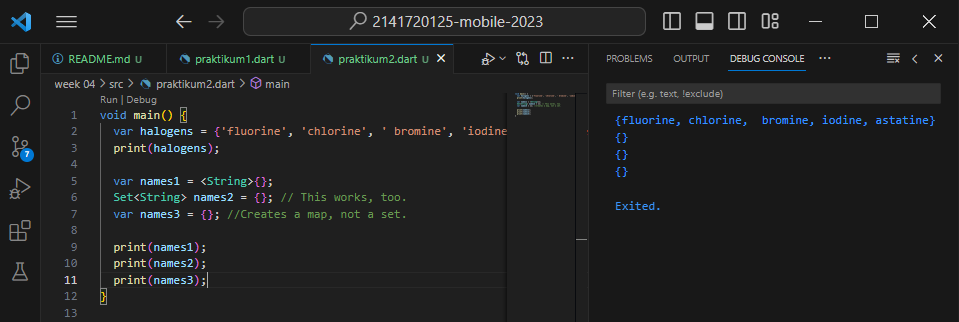 2141720125-mobile-2023
README.md U praktikum1.dart U praktikum2.dart U
week 04 > src > praktikum2.dart > main
Run | Debug
1 void main() {
2 var halogens = {'fluorine', 'chlorine', ' bromine', 'iodine
3 print(halogens);
4
5 var names1 = <String>{};
6 Set<String> names2 = {}; // This works, too.
7 var names3 = {}; //Creates a map, not a set.
8
9 print(names1);
10 print(names2);
11 print(names3);
12 }
13
7
PROBLEMS OUTPUT DEBUG CONSOLE ...
Filter (e.g. text, !exclude)
{fluorine, chlorine,  bromine, iodine, astatine}
{}
{}
{}
Exited.